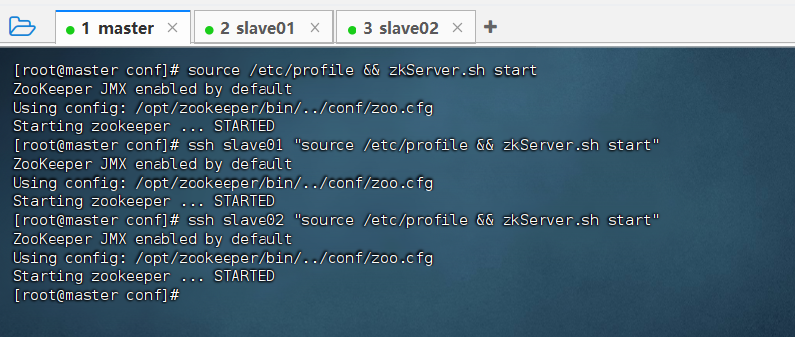 1 master × 2 slave01 × 3 slave02 × +
[root@master conf]# source /etc/profile && zkServer.sh start
ZooKeeper JMX enabled by default
Using config: /opt/zookeeper/bin/../conf/zoo.cfg
Starting zookeeper ... STARTED
[root@master conf]# ssh slave01 "source /etc/profile && zkServer.sh start"
ZooKeeper JMX enabled by default
Using config: /opt/zookeeper/bin/../conf/zoo.cfg
Starting zookeeper ... STARTED
[root@master conf]# ssh slave02 "source /etc/profile && zkServer.sh start"
ZooKeeper JMX enabled by default
Using config: /opt/zookeeper/bin/../conf/zoo.cfg
Starting zookeeper ... STARTED
[root@master conf]#